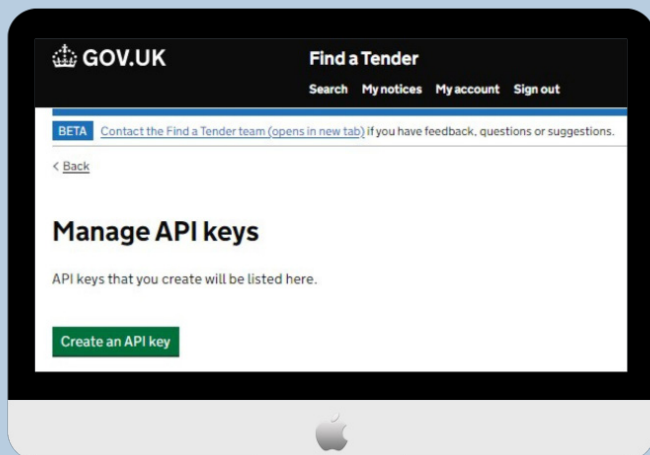 GOV.UK
Find a Tender
Search My notices My account Sign out
BETA Contact the Find a Tender team (opens in new tab) if you have feedback, questions or suggestions.
< Back
Manage API keys
API keys that you create will be listed here.
Create an API key